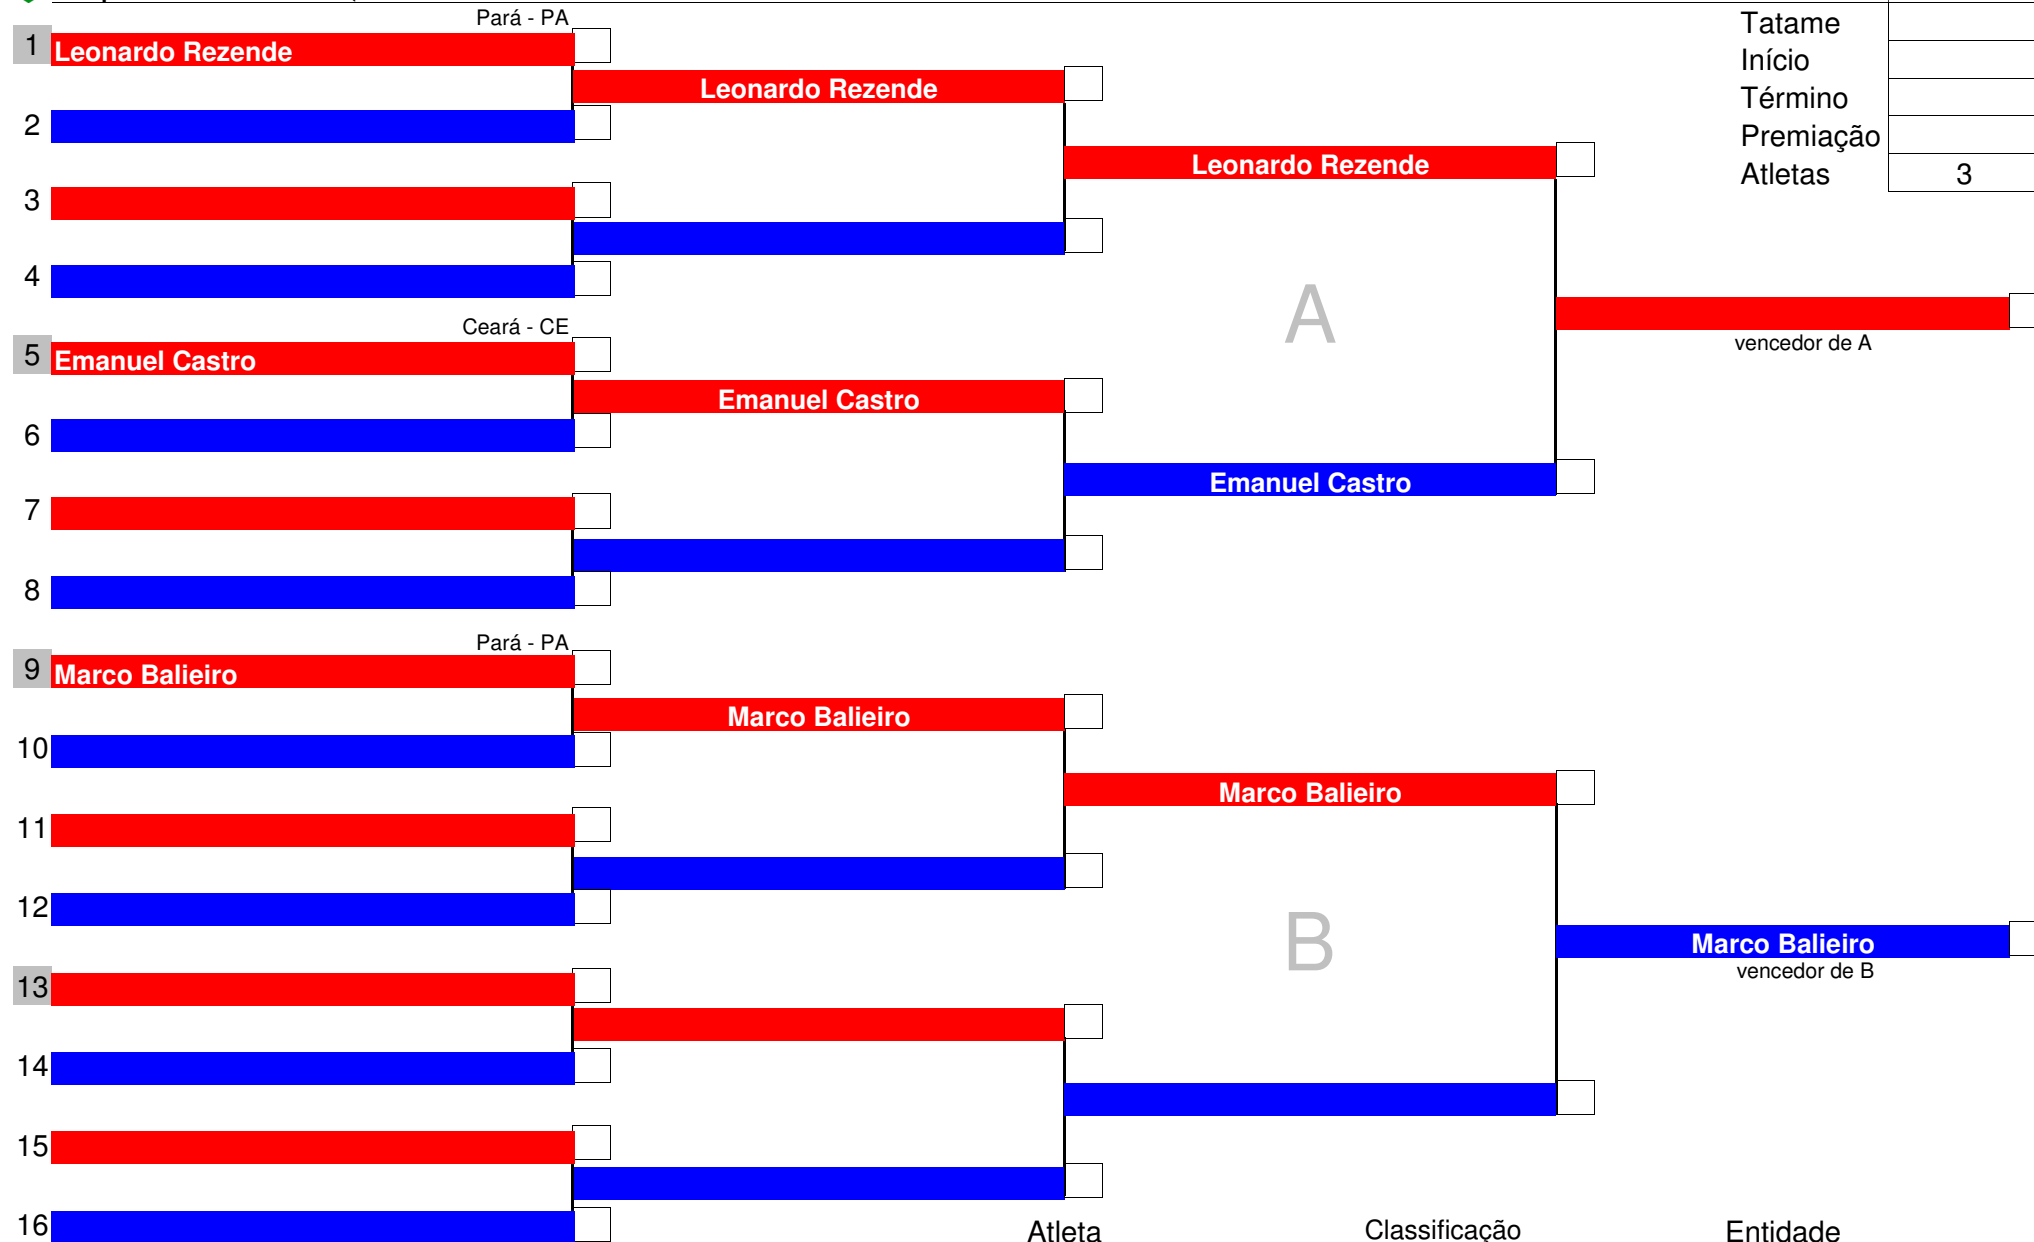 Pará - PA
1 Leonardo Rezende
Leonardo Rezende
2
Leonardo Rezende
3
4
Tatame
Início
Término
Premiação
Atletas 3
A
vencedor de A
Ceará - CE
5 Emanuel Castro
Emanuel Castro
6
Emanuel Castro
7
8
Pará - PA
9 Marco Balieiro
Marco Balieiro
10
Marco Balieiro
11
12
B
Marco Balieiro
vencedor de B
13
14
15
16
Atleta Classificação Entidade